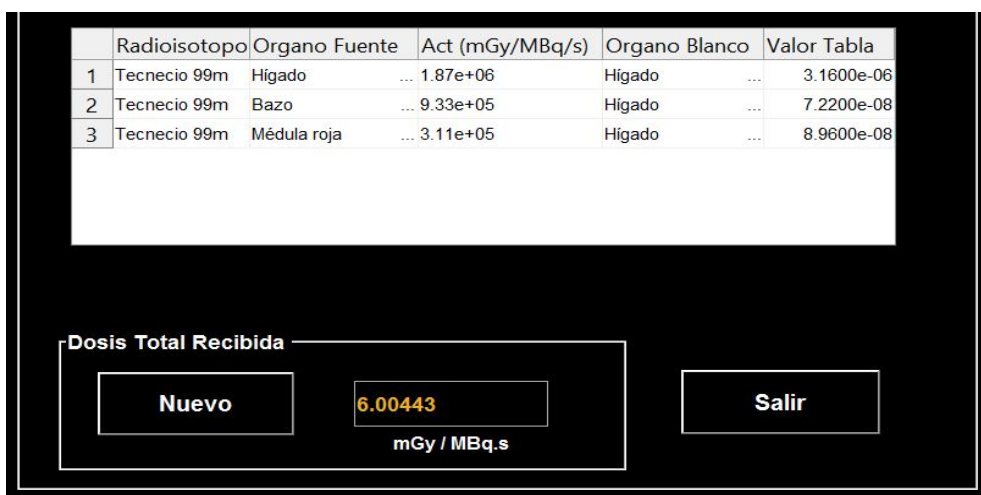 Radioisotopo Organo Fuente Act (mGy/MBq/s) Organo Blanco Valor Tabla
1 Tecnecio 99m Hígado ... 1.87e+06 Hígado ... 3.1600e-06
2 Tecnecio 99m Bazo ... 9.33e+05 Hígado ... 7.2200e-08
3 Tecnecio 99m Médula roja ... 3.11e+05 Hígado ... 8.9600e-08
Dosis Total Recibida
Nuevo 6.00443 Salir
mGy / MBq.s